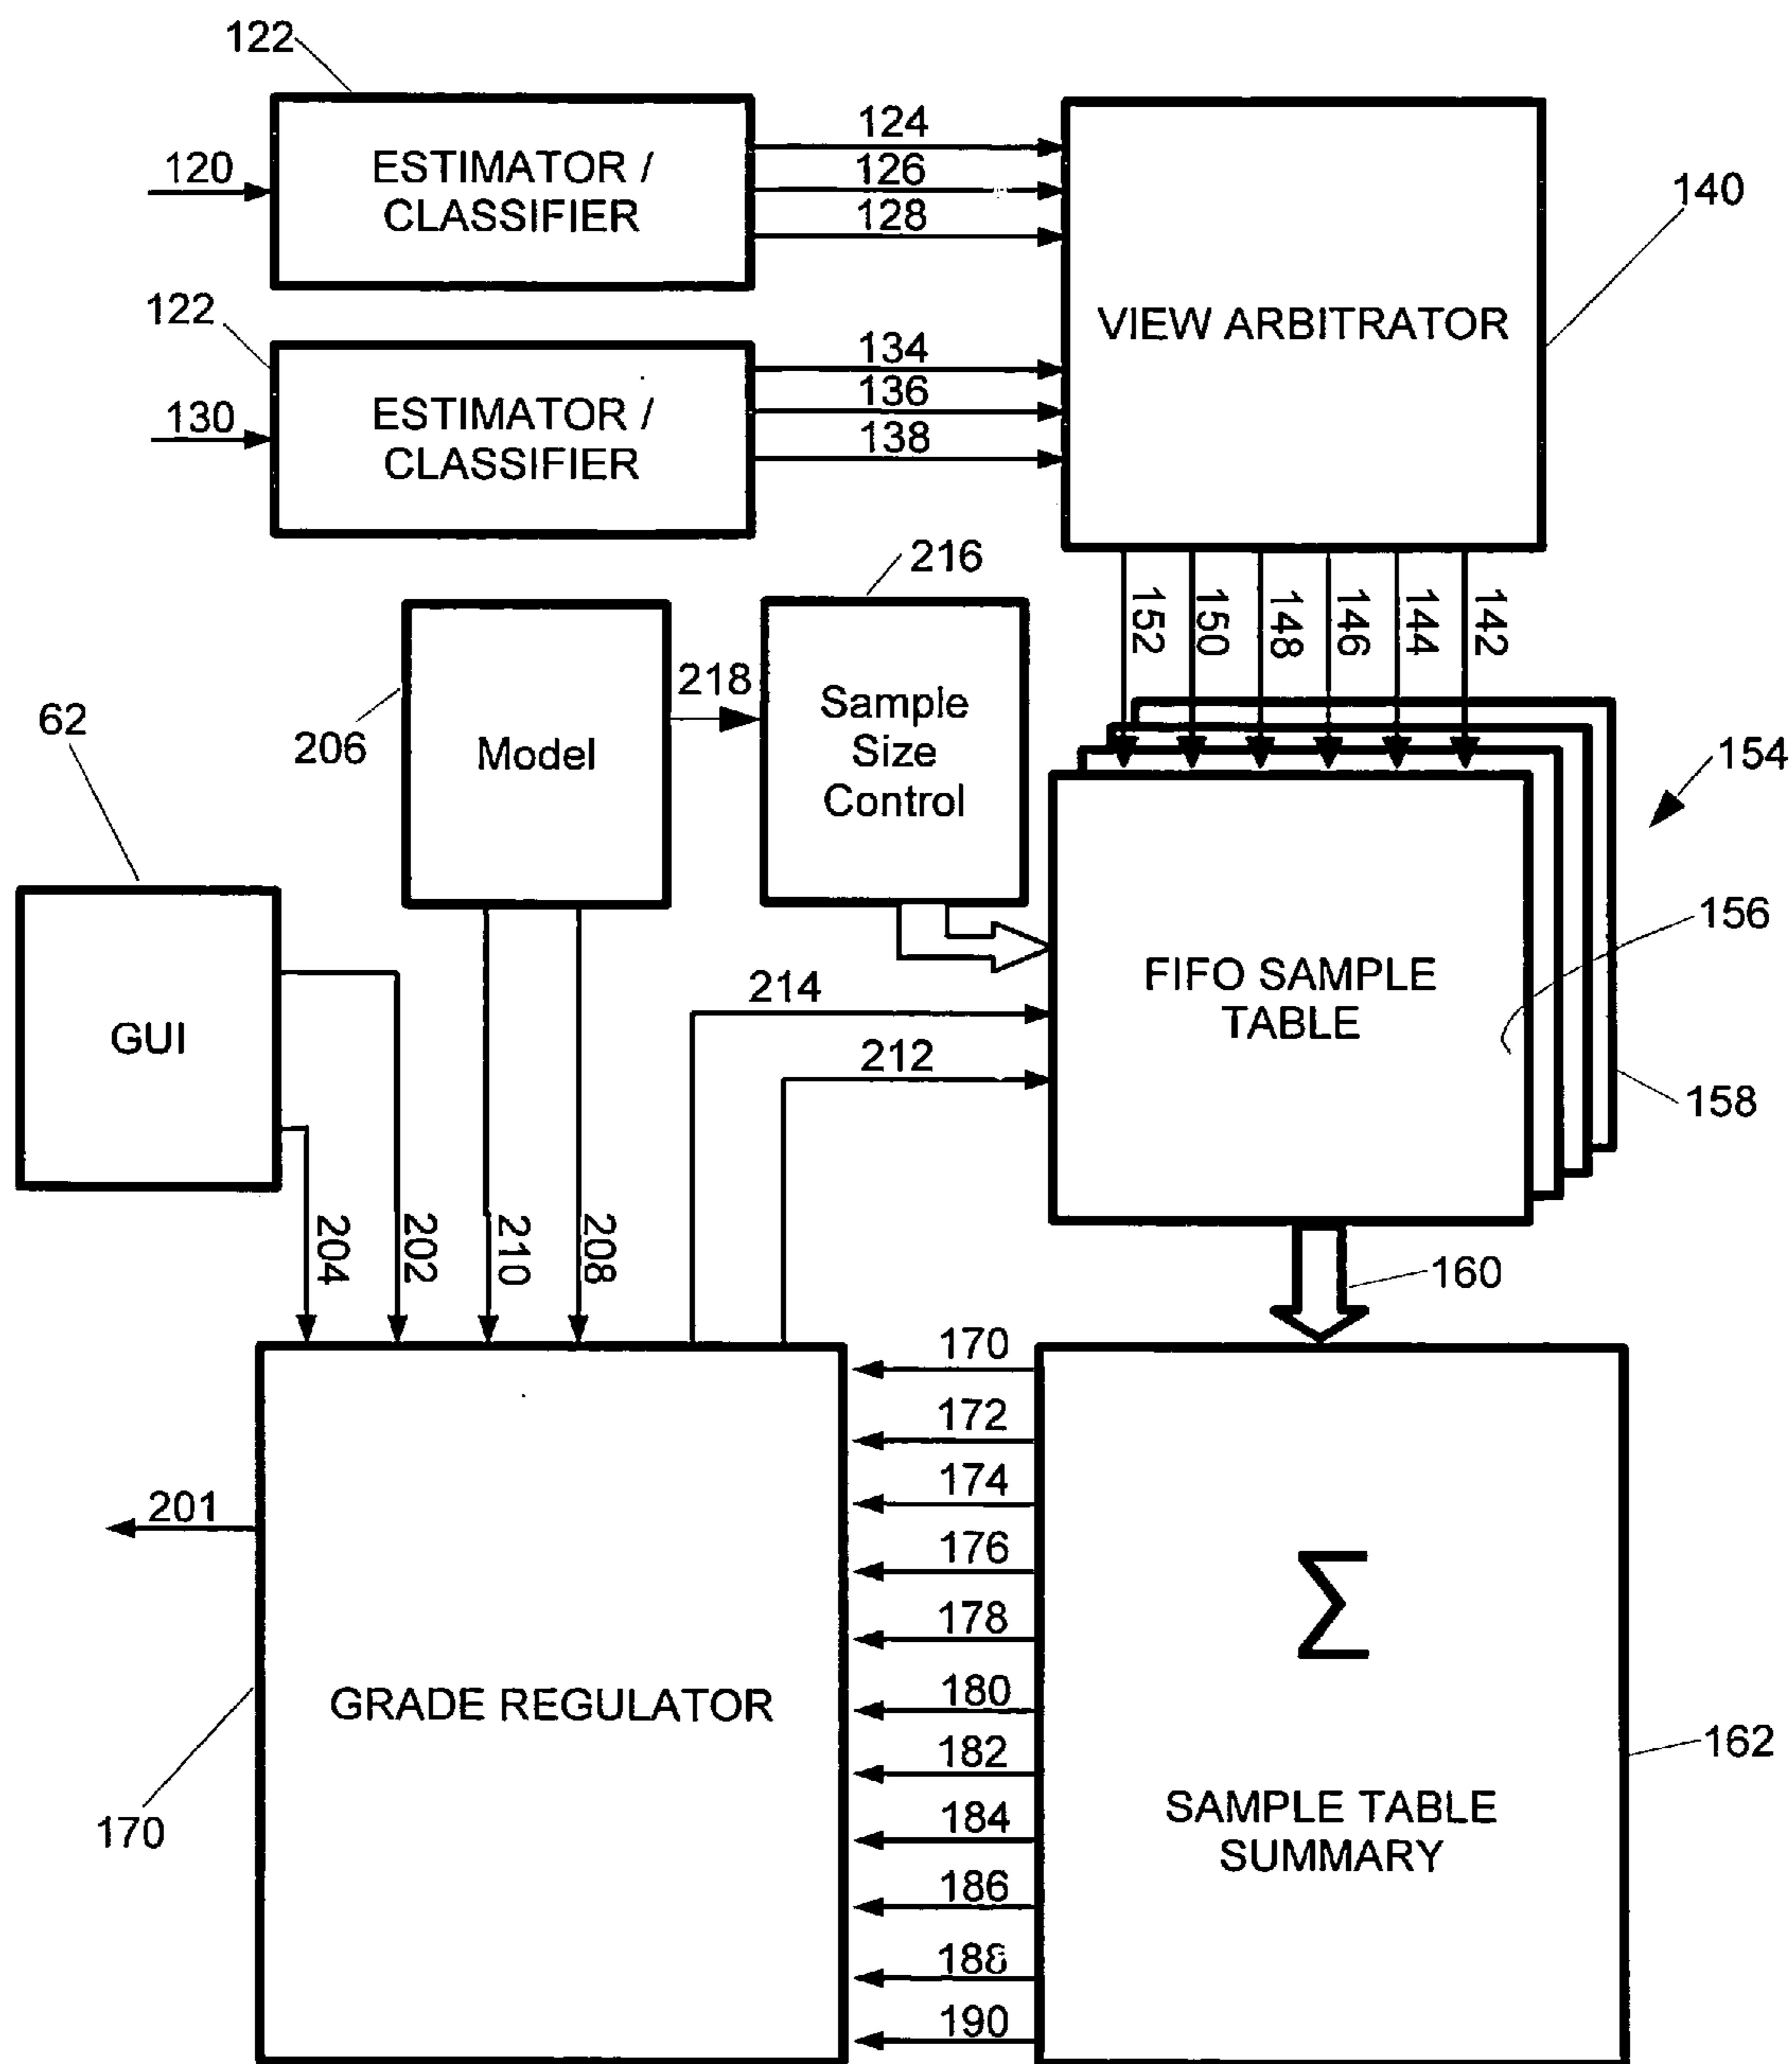 122
120
ESTIMATOR /
CLASSIFIER
124
126
128
140
VIEW ARBITRATOR
122
130
ESTIMATOR /
CLASSIFIER
134
136
138
152
150
148
146
144
142
216
206
Model
218
Sample
Size
Control
154
156
158
62
GUI
FIFO SAMPLE
TABLE
214
212
204
202
210
208
160
170
172
174
176
178
180
182
184
186
188
190
201
GRADE REGULATOR
170
Σ
SAMPLE TABLE
SUMMARY
162